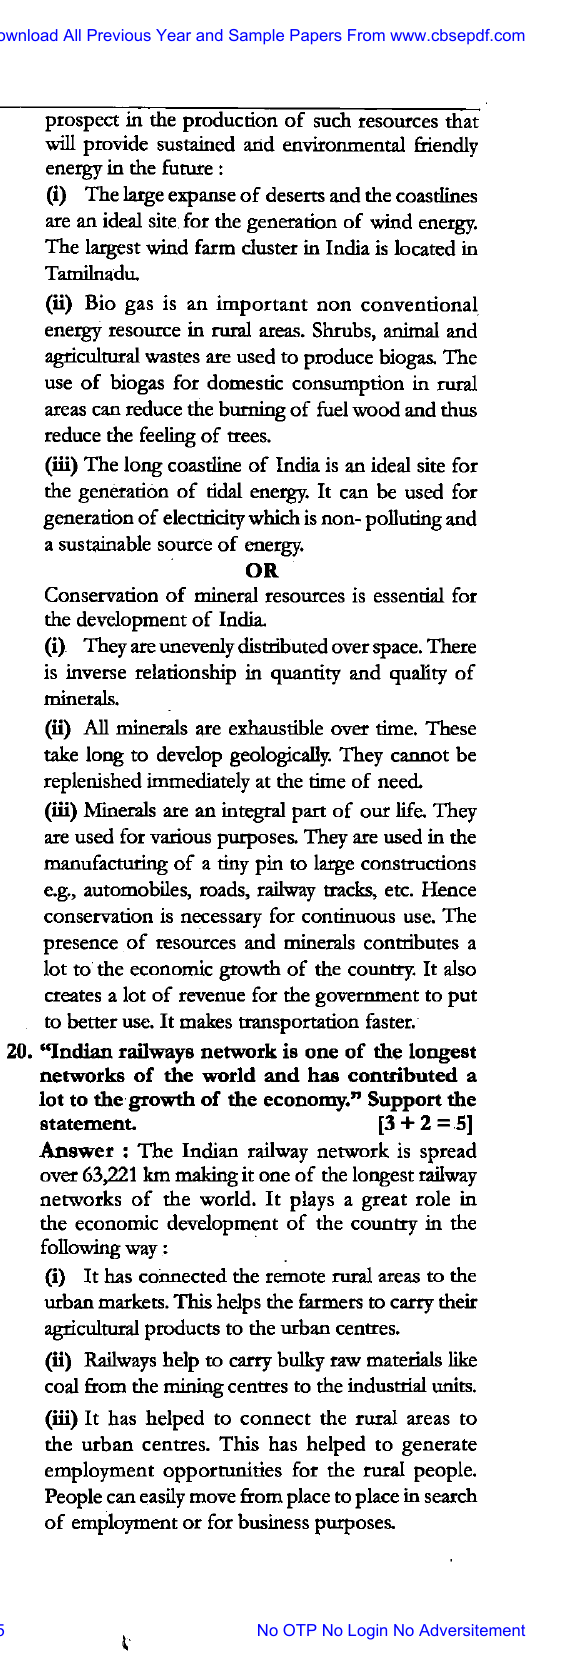 ownload All Previous Year and Sample Papers From www.cbsepdf.com
prospect in the production of such resources that
will provide sustained and environmental friendly
energy in the future :
(i) The large expanse of deserts and the coastlines
are an ideal site for the generation of wind energy.
The largest wind farm cluster in India is located in
Tamilnadu.
(ii) Bio gas is an important non conventional
energy resource in rural areas. Shrubs, animal and
agricultural wastes are used to produce biogas. The
use of biogas for domestic consumption in rural
areas can reduce the burning of fuel wood and thus
reduce the feeling of trees.
(iii) The long coastline of India is an ideal site for
the generation of tidal energy. It can be used for
generation of electricity which is non- polluting and
a sustainable source of energy.
OR
Conservation of mineral resources is essential for
the development of India.
(i) They are unevenly distributed over space. There
is inverse relationship in quantity and quality of
minerals.
(ii) All minerals are exhaustible over time. These
take long to develop geologically. They cannot be
replenished immediately at the time of need.
(iii) Minerals are an integral part of our life. They
are used for various purposes. They are used in the
manufacturing of a tiny pin to large constructions
e.g., automobiles, roads, railway tracks, etc. Hence
conservation is necessary for continuous use. The
presence of resources and minerals contributes a
lot to the economic growth of the country. It also
creates a lot of revenue for the government to put
to better use. It makes transportation faster.
20. “Indian railways network is one of the longest
networks of the world and has contributed a
lot to the growth of the economy.” Support the
statement. [3 + 2 = 5]
Answer : The Indian railway network is spread
over 63,221 km making it one of the longest railway
networks of the world. It plays a great role in
the economic development of the country in the
following way :
(i) It has connected the remote rural areas to the
urban markets. This helps the farmers to carry their
agricultural products to the urban centres.
(ii) Railways help to carry bulky raw materials like
coal from the mining centres to the industrial units.
(iii) It has helped to connect the rural areas to
the urban centres. This has helped to generate
employment opportunities for the rural people.
People can easily move from place to place in search
of employment or for business purposes.
5 No OTP No Login No Adversitement